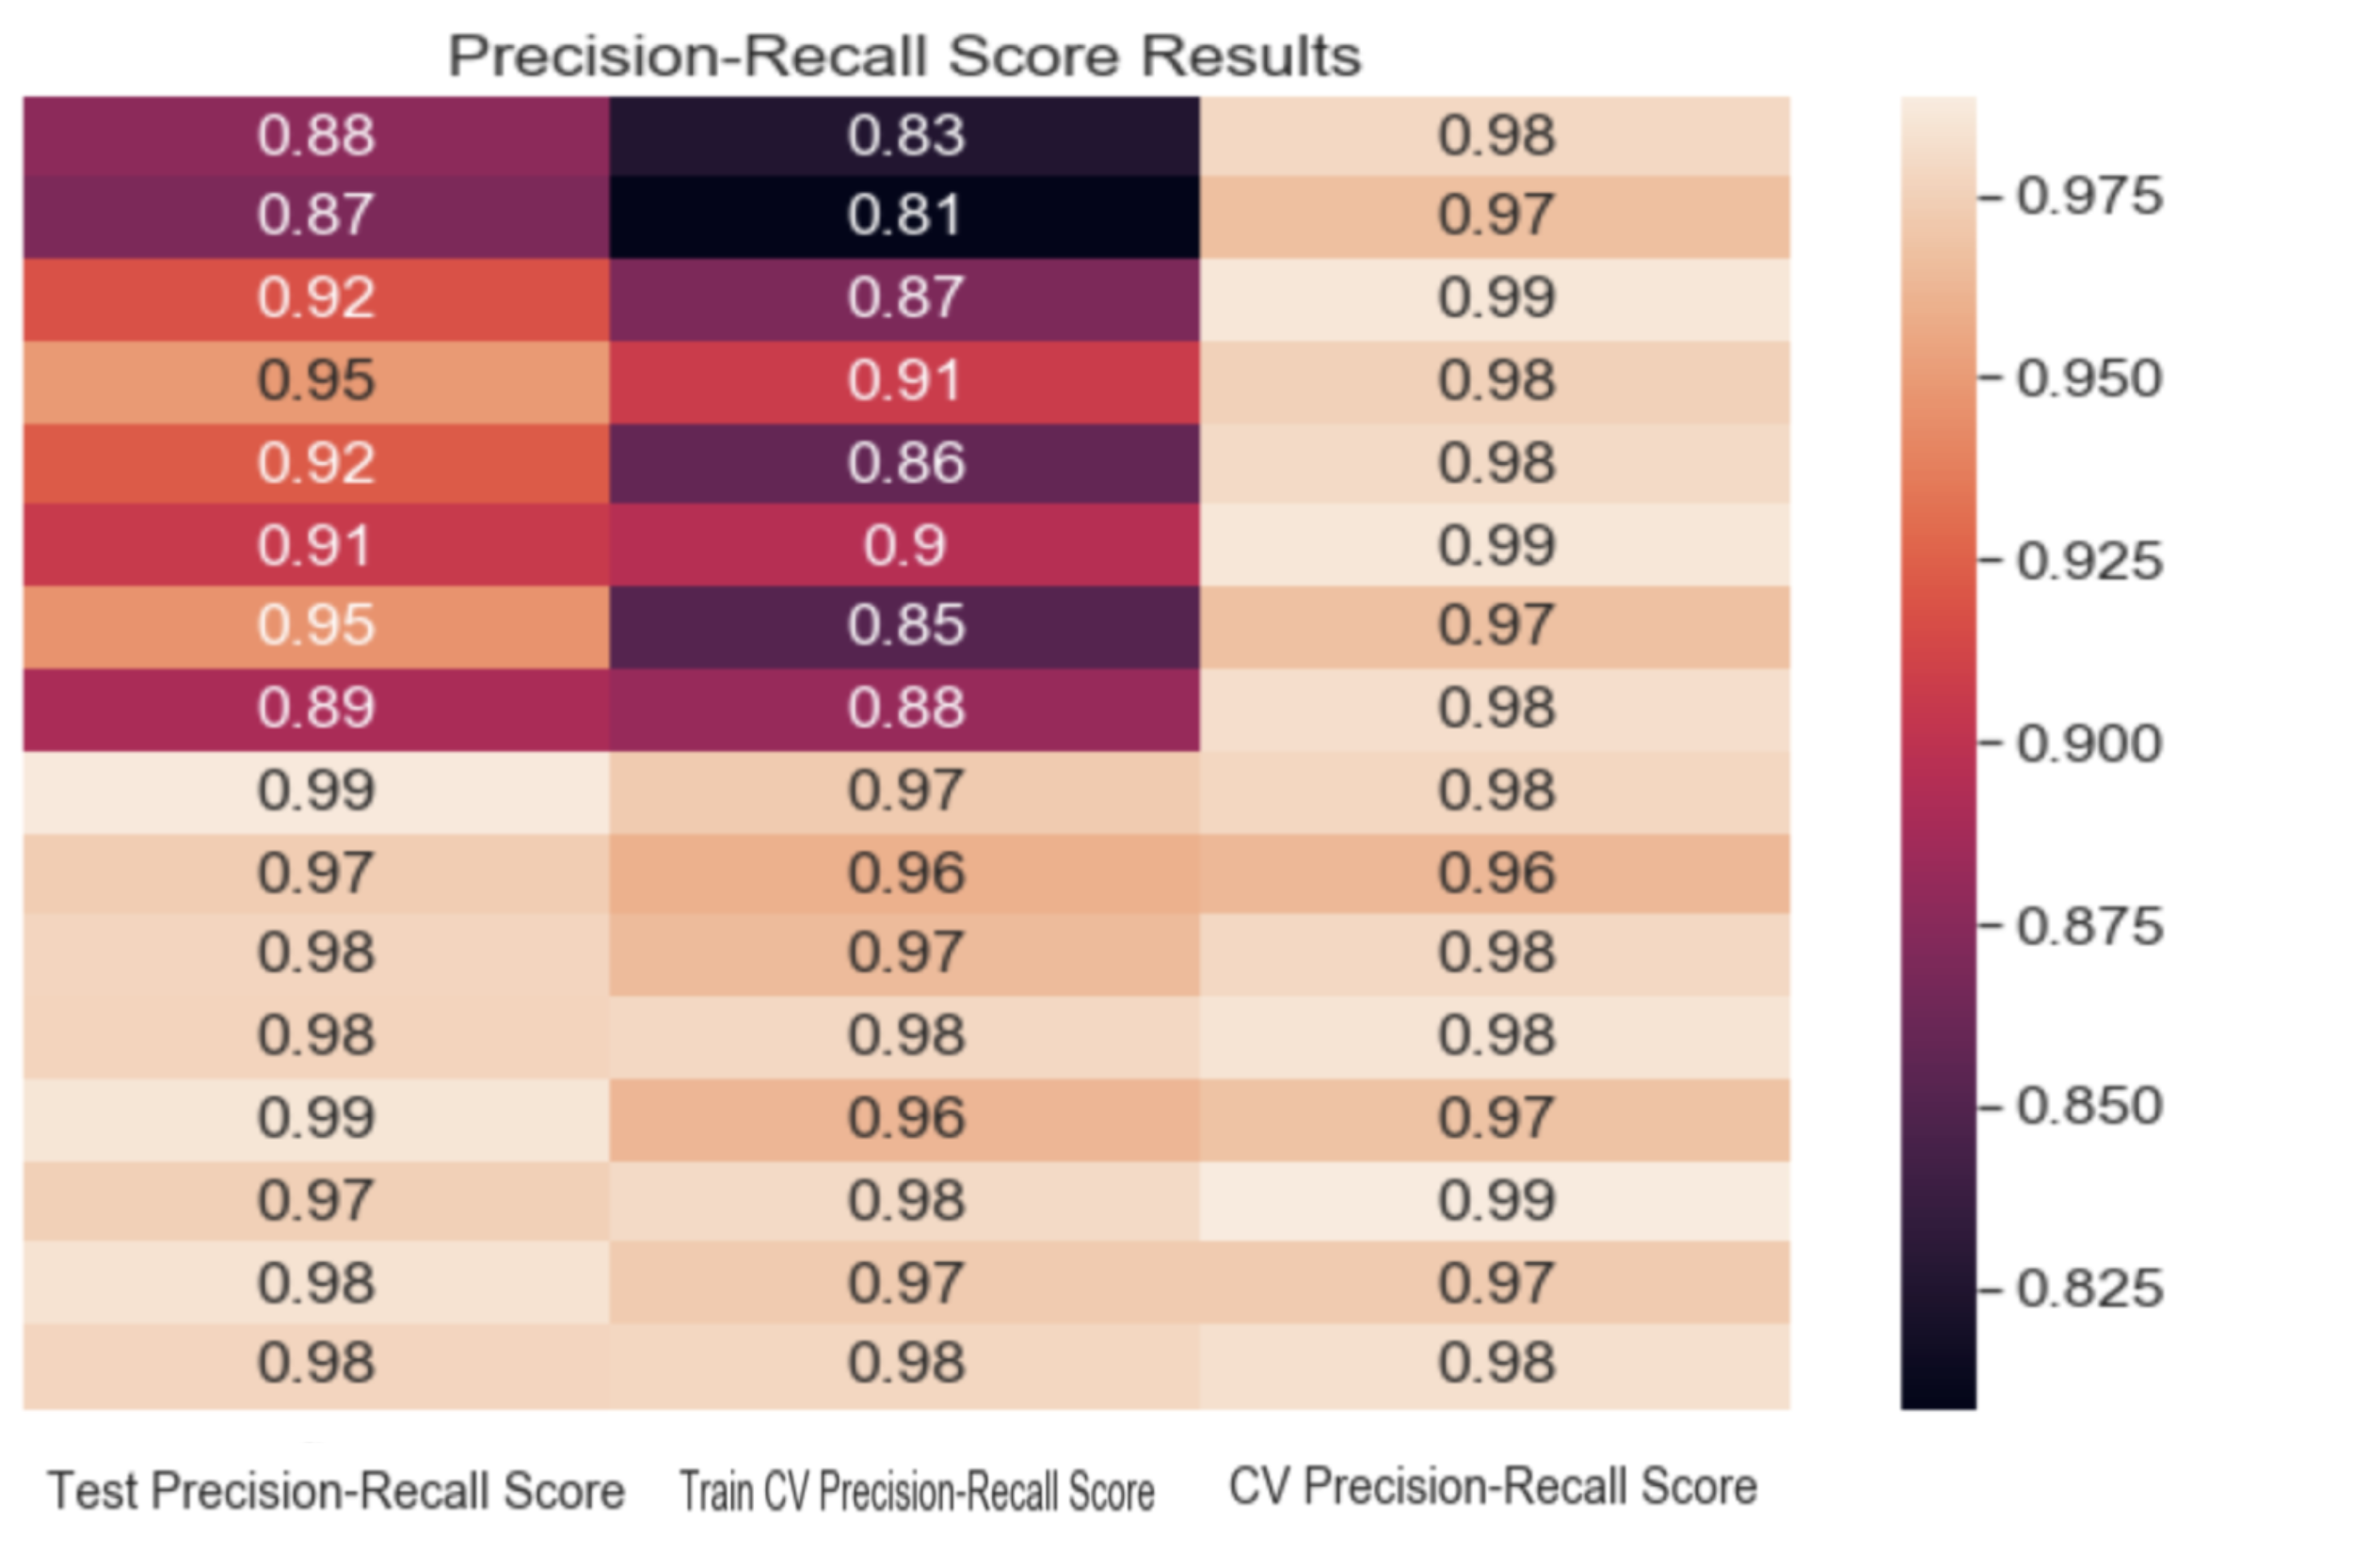 Precision-Recall Score Results
0.88 0.83 0.98
0.87 0.81 0.97
0.92 0.87 0.99
0.95 0.91 0.98
0.92 0.86 0.98
0.91 0.9 0.99
0.95 0.85 0.97
0.89 0.88 0.98
0.99 0.97 0.98
0.97 0.96 0.96
0.98 0.97 0.98
0.98 0.98 0.98
0.99 0.96 0.97
0.97 0.98 0.99
0.98 0.97 0.97
0.98 0.98 0.98
Test Precision-Recall Score Train CV Precision-Recall Score CV Precision-Recall Score
0.975
0.950
0.925
0.900
0.875
0.850
0.825